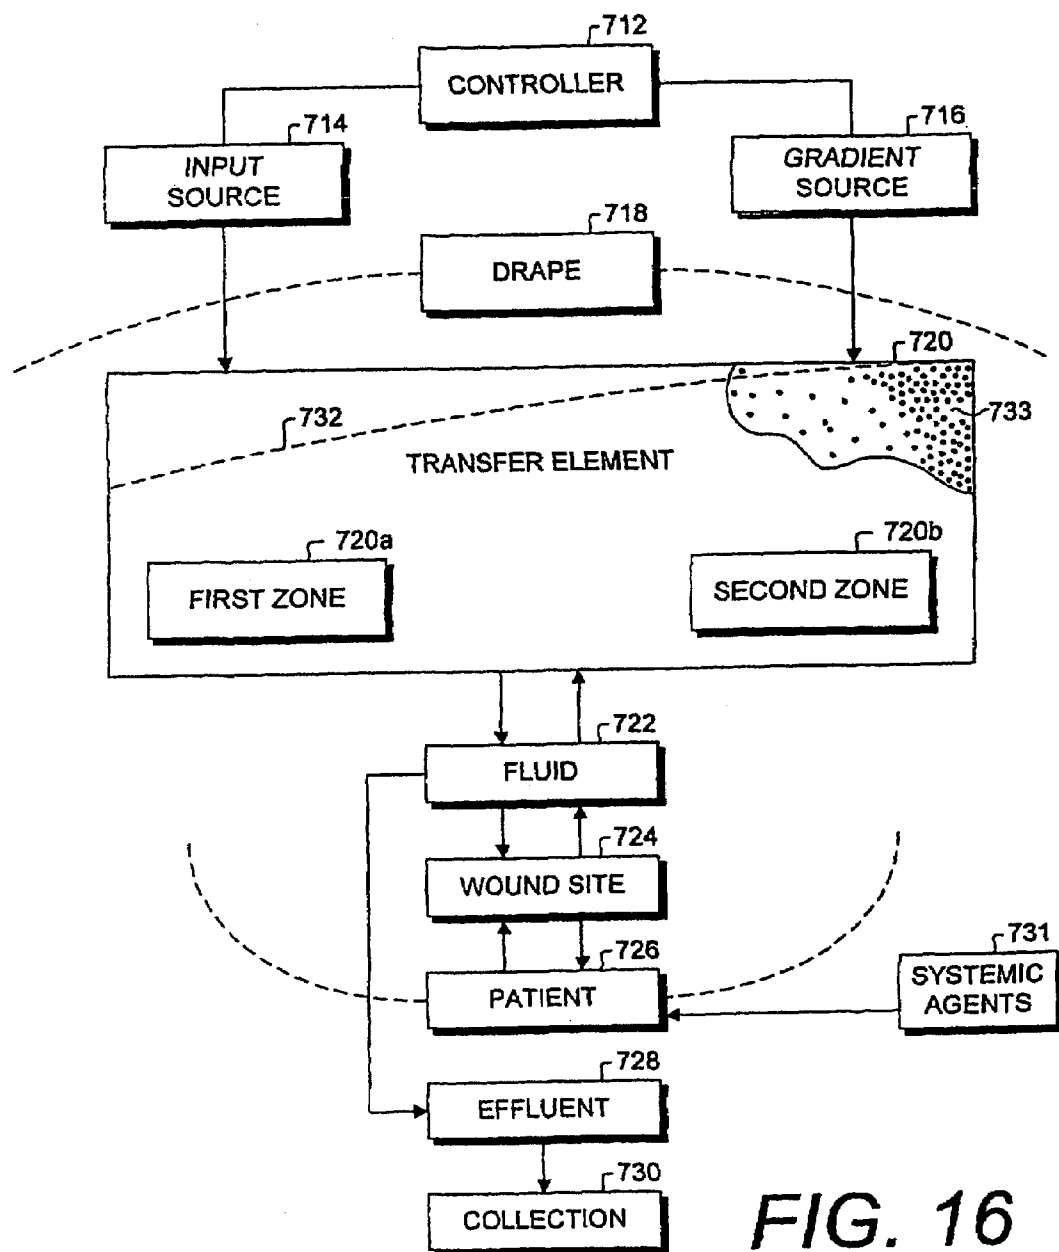 712
CONTROLLER
714
716
INPUT
SOURCE
GRADIENT
SOURCE
718
DRAPE
720
732
733
TRANSFER ELEMENT
720a
720b
FIRST ZONE
SECOND ZONE
722
FLUID
724
WOUND SITE
726
731
PATIENT
SYSTEMIC
AGENTS
728
EFFLUENT
730
COLLECTION
FIG. 16